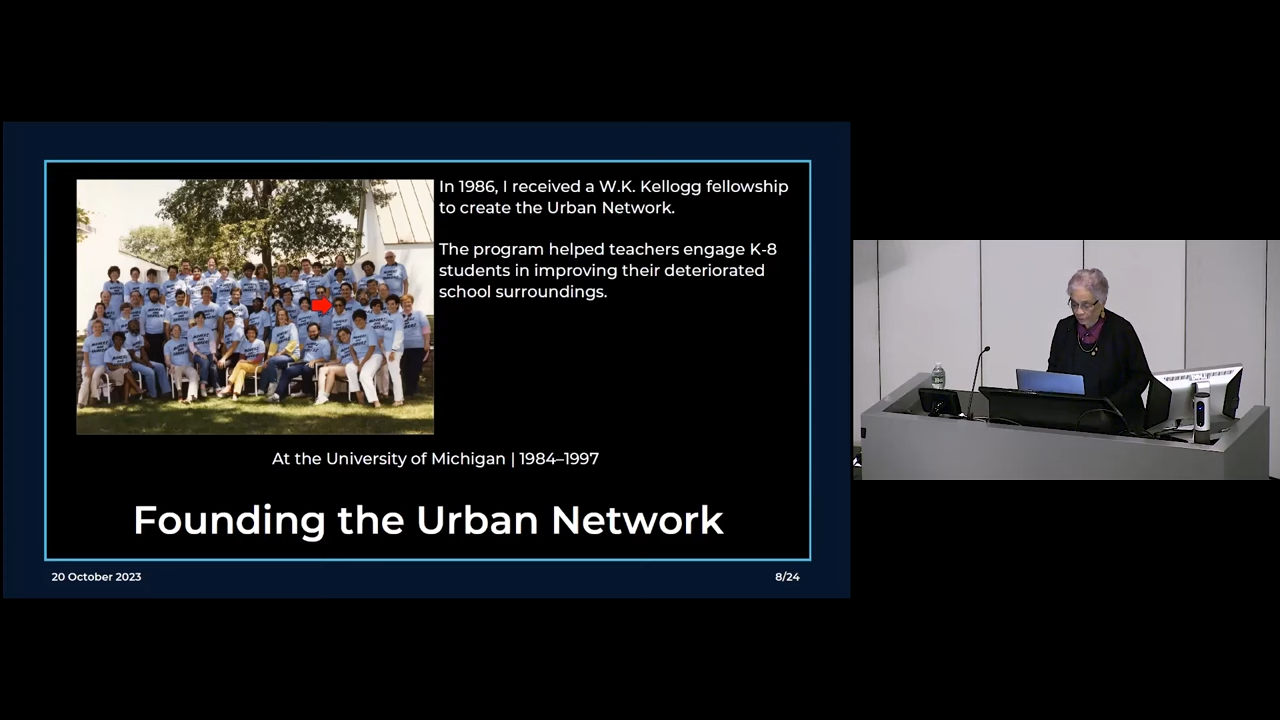 In 1986, I received a W.K. Kellogg fellowship
to create the Urban Network.
The program helped teachers engage K-8
students in improving their deteriorated
school surroundings.
At the University of Michigan | 1984–1997
Founding the Urban Network
20 October 2023
8/24